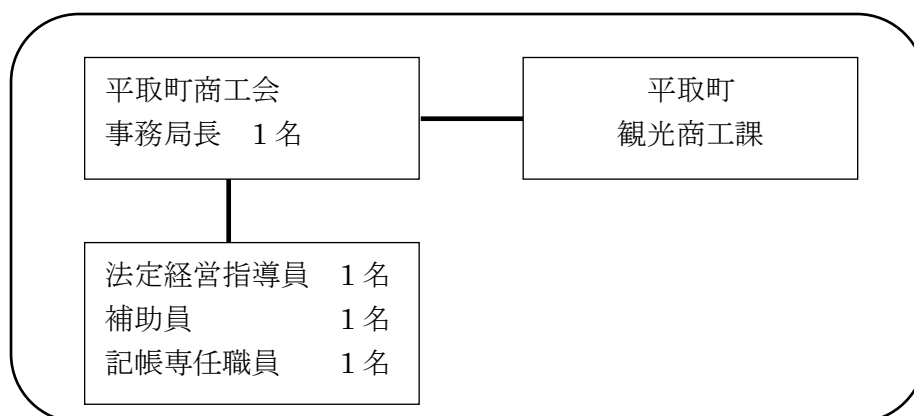 平取町商工会
事務局長　1名
平取町
観光商工課
法定経営指導員　1名
補助員　1名
記帳専任職員　1名